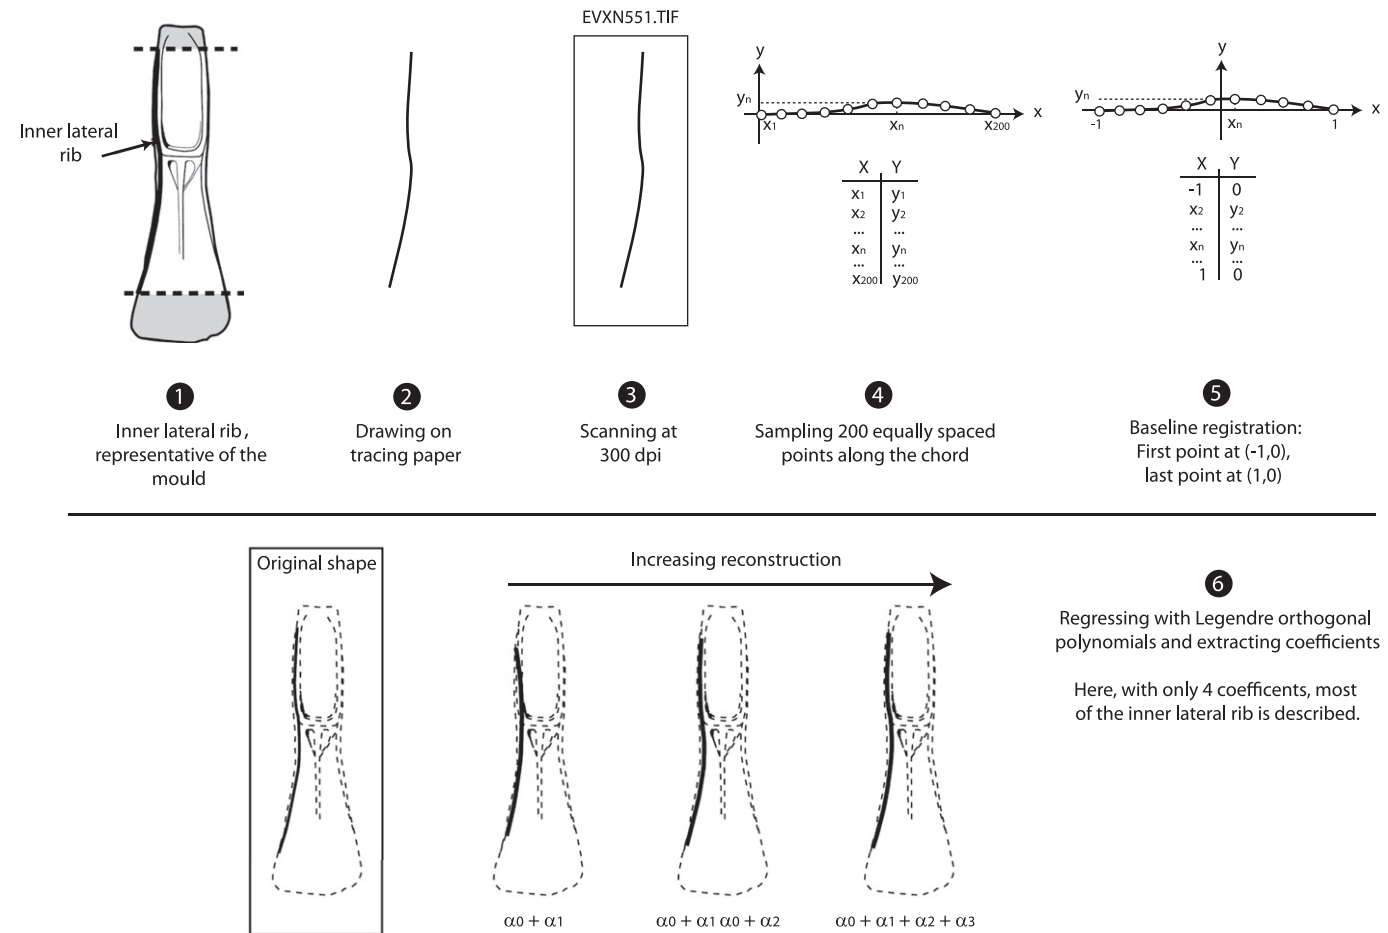 EVXN551.TIF
Inner lateral
rib
y
yn
x1
xn
x200
x
X Y
x1 y1
x2 y2
... ...
xn yn
... ...
x200 y200
y
yn
-1
xn
1
x
X Y
-1 0
x2 y2
... ...
xn yn
... ...
1 0
1
Inner lateral rib,
representative of the
mould
2
Drawing on
tracing paper
3
Scanning at
300 dpi
4
Sampling 200 equally spaced
points along the chord
5
Baseline registration:
First point at (-1,0),
last point at (1,0)
Original shape
Increasing reconstruction
α0 + α1
α0 + α1 α0 + α2
α0 + α1 + α2 + α3
6
Regressing with Legendre orthogonal
polynomials and extracting coefficients
Here, with only 4 coefficents, most
of the inner lateral rib is described.